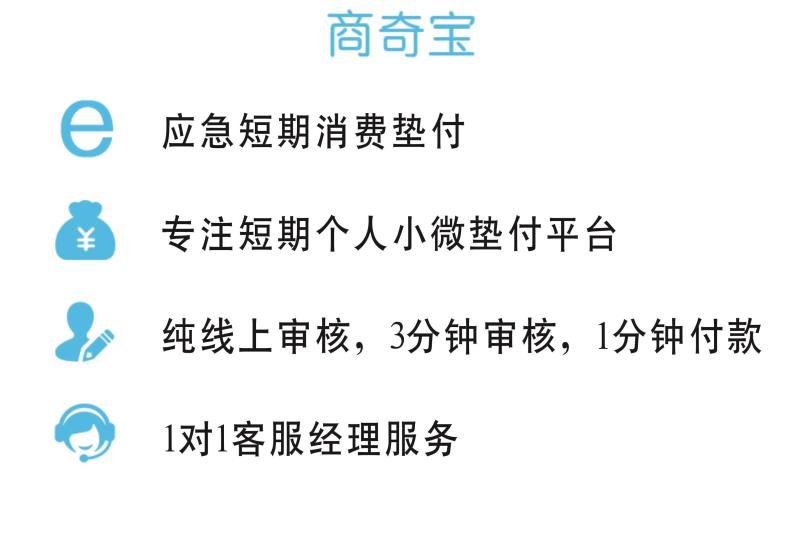 商奇宝
应急短期消费垫付
专注短期个人小微垫付平台
纯线上审核，3分钟审核，1分钟付款
1对1客服经理服务